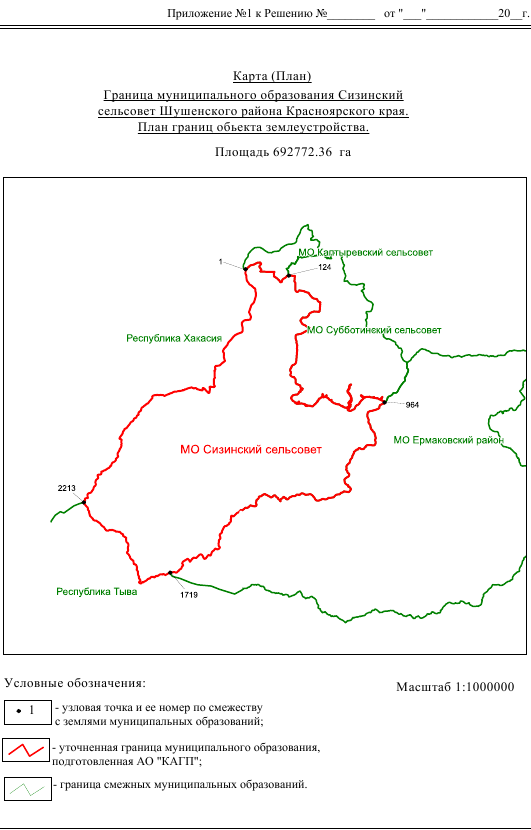 Приложение №1 к Решению №________ от "___"____________20__г.
Карта (План)
Граница муниципального образования Сизинский
сельсовет Шушенского района Красноярского края.
План границ обьекта землеустройства.
Площадь 692772.36 га
МО Каптыревский сельсовет
1
124
МО Субботинский сельсовет
Республика Хакасия
964
МО Ермаковский район
МО Сизинский сельсовет
2213
Республика Тыва
1719
Условные обозначения:
Масштаб 1:1000000
1
- узловая точка и ее номер по смежеству
с землями муниципальных образований;
- уточненная граница муниципального образования,
подготовленная АО "КАГП";
- граница смежных муниципальных образований.